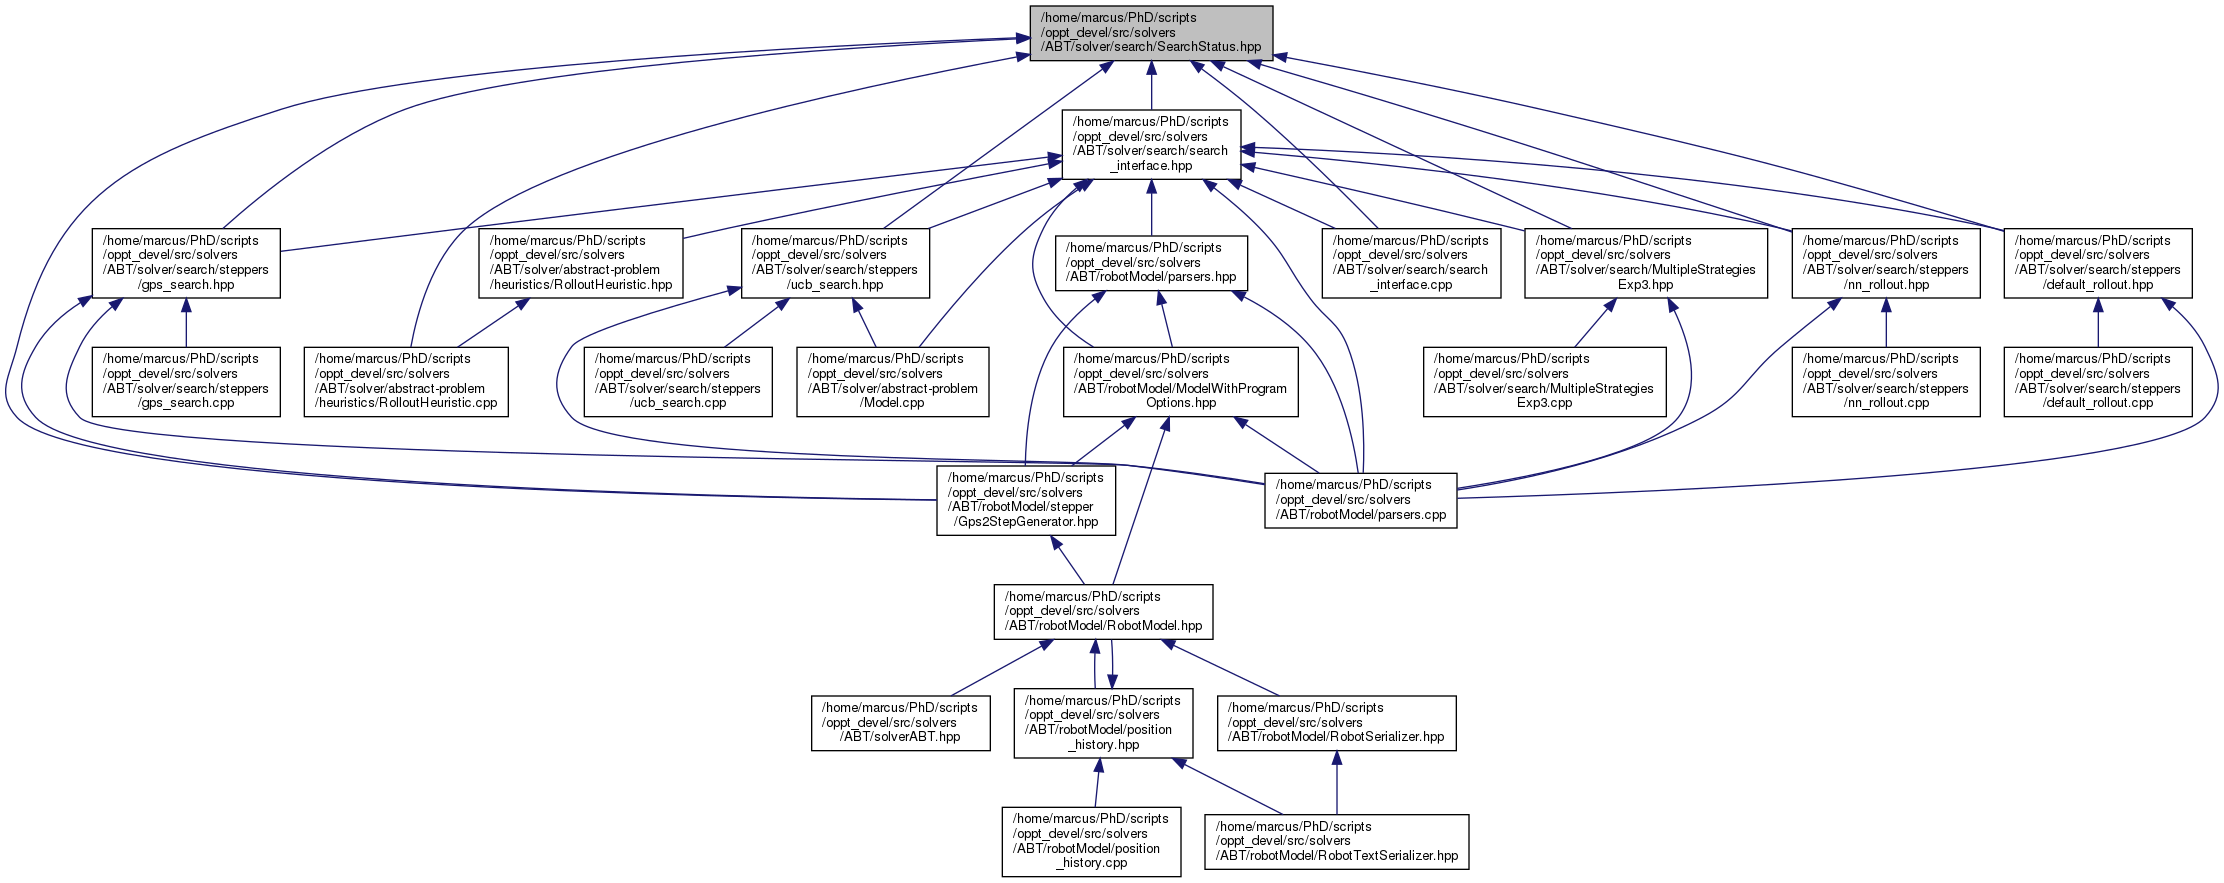 /home/marcus/PhD/scripts
/oppt_devel/src/solvers
/ABT/solver/search/SearchStatus.hpp
/home/marcus/PhD/scripts
/oppt_devel/src/solvers
/ABT/solver/search/search
_interface.hpp
/home/marcus/PhD/scripts
/oppt_devel/src/solvers
/ABT/solver/search/steppers
/gps_search.hpp
/home/marcus/PhD/scripts
/oppt_devel/src/solvers
/ABT/solver/abstract-problem
/heuristics/RolloutHeuristic.hpp
/home/marcus/PhD/scripts
/oppt_devel/src/solvers
/ABT/solver/search/steppers
/ucb_search.hpp
/home/marcus/PhD/scripts
/oppt_devel/src/solvers
/ABT/robotModel/parsers.hpp
/home/marcus/PhD/scripts
/oppt_devel/src/solvers
/ABT/solver/search/search
_interface.cpp
/home/marcus/PhD/scripts
/oppt_devel/src/solvers
/ABT/solver/search/MultipleStrategies
Exp3.hpp
/home/marcus/PhD/scripts
/oppt_devel/src/solvers
/ABT/solver/search/steppers
/nn_rollout.hpp
/home/marcus/PhD/scripts
/oppt_devel/src/solvers
/ABT/solver/search/steppers
/default_rollout.hpp
/home/marcus/PhD/scripts
/oppt_devel/src/solvers
/ABT/solver/search/steppers
/gps_search.cpp
/home/marcus/PhD/scripts
/oppt_devel/src/solvers
/ABT/solver/abstract-problem
/heuristics/RolloutHeuristic.cpp
/home/marcus/PhD/scripts
/oppt_devel/src/solvers
/ABT/solver/search/steppers
/ucb_search.cpp
/home/marcus/PhD/scripts
/oppt_devel/src/solvers
/ABT/solver/abstract-problem
/Model.cpp
/home/marcus/PhD/scripts
/oppt_devel/src/solvers
/ABT/robotModel/ModelWithProgram
Options.hpp
/home/marcus/PhD/scripts
/oppt_devel/src/solvers
/ABT/solver/search/MultipleStrategies
Exp3.cpp
/home/marcus/PhD/scripts
/oppt_devel/src/solvers
/ABT/solver/search/steppers
/nn_rollout.cpp
/home/marcus/PhD/scripts
/oppt_devel/src/solvers
/ABT/solver/search/steppers
/default_rollout.cpp
/home/marcus/PhD/scripts
/oppt_devel/src/solvers
/ABT/robotModel/stepper
/Gps2StepGenerator.hpp
/home/marcus/PhD/scripts
/oppt_devel/src/solvers
/ABT/robotModel/parsers.cpp
/home/marcus/PhD/scripts
/oppt_devel/src/solvers
/ABT/robotModel/RobotModel.hpp
/home/marcus/PhD/scripts
/oppt_devel/src/solvers
/ABT/solverABT.hpp
/home/marcus/PhD/scripts
/oppt_devel/src/solvers
/ABT/robotModel/position
_history.hpp
/home/marcus/PhD/scripts
/oppt_devel/src/solvers
/ABT/robotModel/RobotSerializer.hpp
/home/marcus/PhD/scripts
/oppt_devel/src/solvers
/ABT/robotModel/position
_history.cpp
/home/marcus/PhD/scripts
/oppt_devel/src/solvers
/ABT/robotModel/RobotTextSerializer.hpp